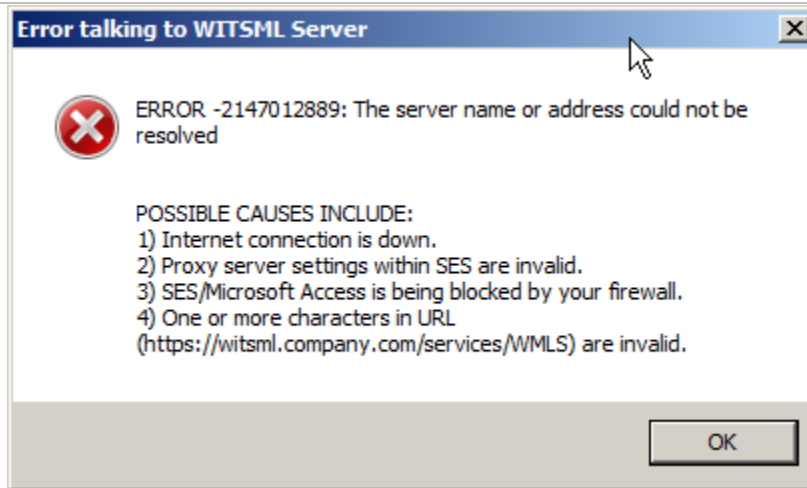 Error talking to WITSML Server
ERROR -2147012889: The server name or address could not be
resolved
POSSIBLE CAUSES INCLUDE:
1) Internet connection is down.
2) Proxy server settings within SES are invalid.
3) SES/Microsoft Access is being blocked by your firewall.
4) One or more characters in URL
(https://witsml.company.com/services/WMLS) are invalid.
OK